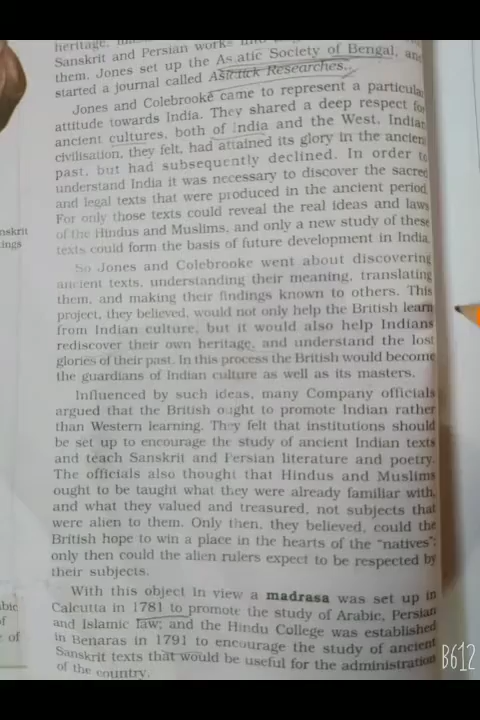 heritage,
Sanskrit and Persian works
them. Jones set up the Asiatic Society of Bengal, and
started a journal called Asiatick Researches.
Jones and Colebrooke came to represent a particular
attitude towards India. They shared a deep respect for
ancient cultures, both of India and the West. Indian
civilisation, they felt, had attained its glory in the ancient
past, but had subsequently declined. In order to
understand India it was necessary to discover the sacred
and legal texts that were produced in the ancient period.
For only those texts could reveal the real ideas and laws
of the Hindus and Muslims, and only a new study of these
texts could form the basis of future development in India.
So Jones and Colebrooke went about discovering
ancient texts, understanding their meaning, translating
them, and making their findings known to others. This
project, they believed, would not only help the British learn
from Indian culture, but it would also help Indians
rediscover their own heritage, and understand the lost
glories of their past. In this process the British would become
the guardians of Indian culture as well as its masters.
Influenced by such ideas, many Company officials
argued that the British ought to promote Indian rather
than Western learning. They felt that institutions should
be set up to encourage the study of ancient Indian texts
and teach Sanskrit and Persian literature and poetry.
The officials also thought that Hindus and Muslims
ought to be taught what they were already familiar with,
and what they valued and treasured, not subjects that
were alien to them. Only then, they believed, could the
British hope to win a place in the hearts of the "natives";
only then could the alien rulers expect to be respected by
their subjects.
With this object in view a madrasa was set up in
Calcutta in 1781 to promote the study of Arabic, Persian
and Islamic law; and the Hindu College was established
in Benaras in 1791 to encourage the study of ancient
Sanskrit texts that would be useful for the administration
of the country.
nskrit
ings
bic
of
of
B612